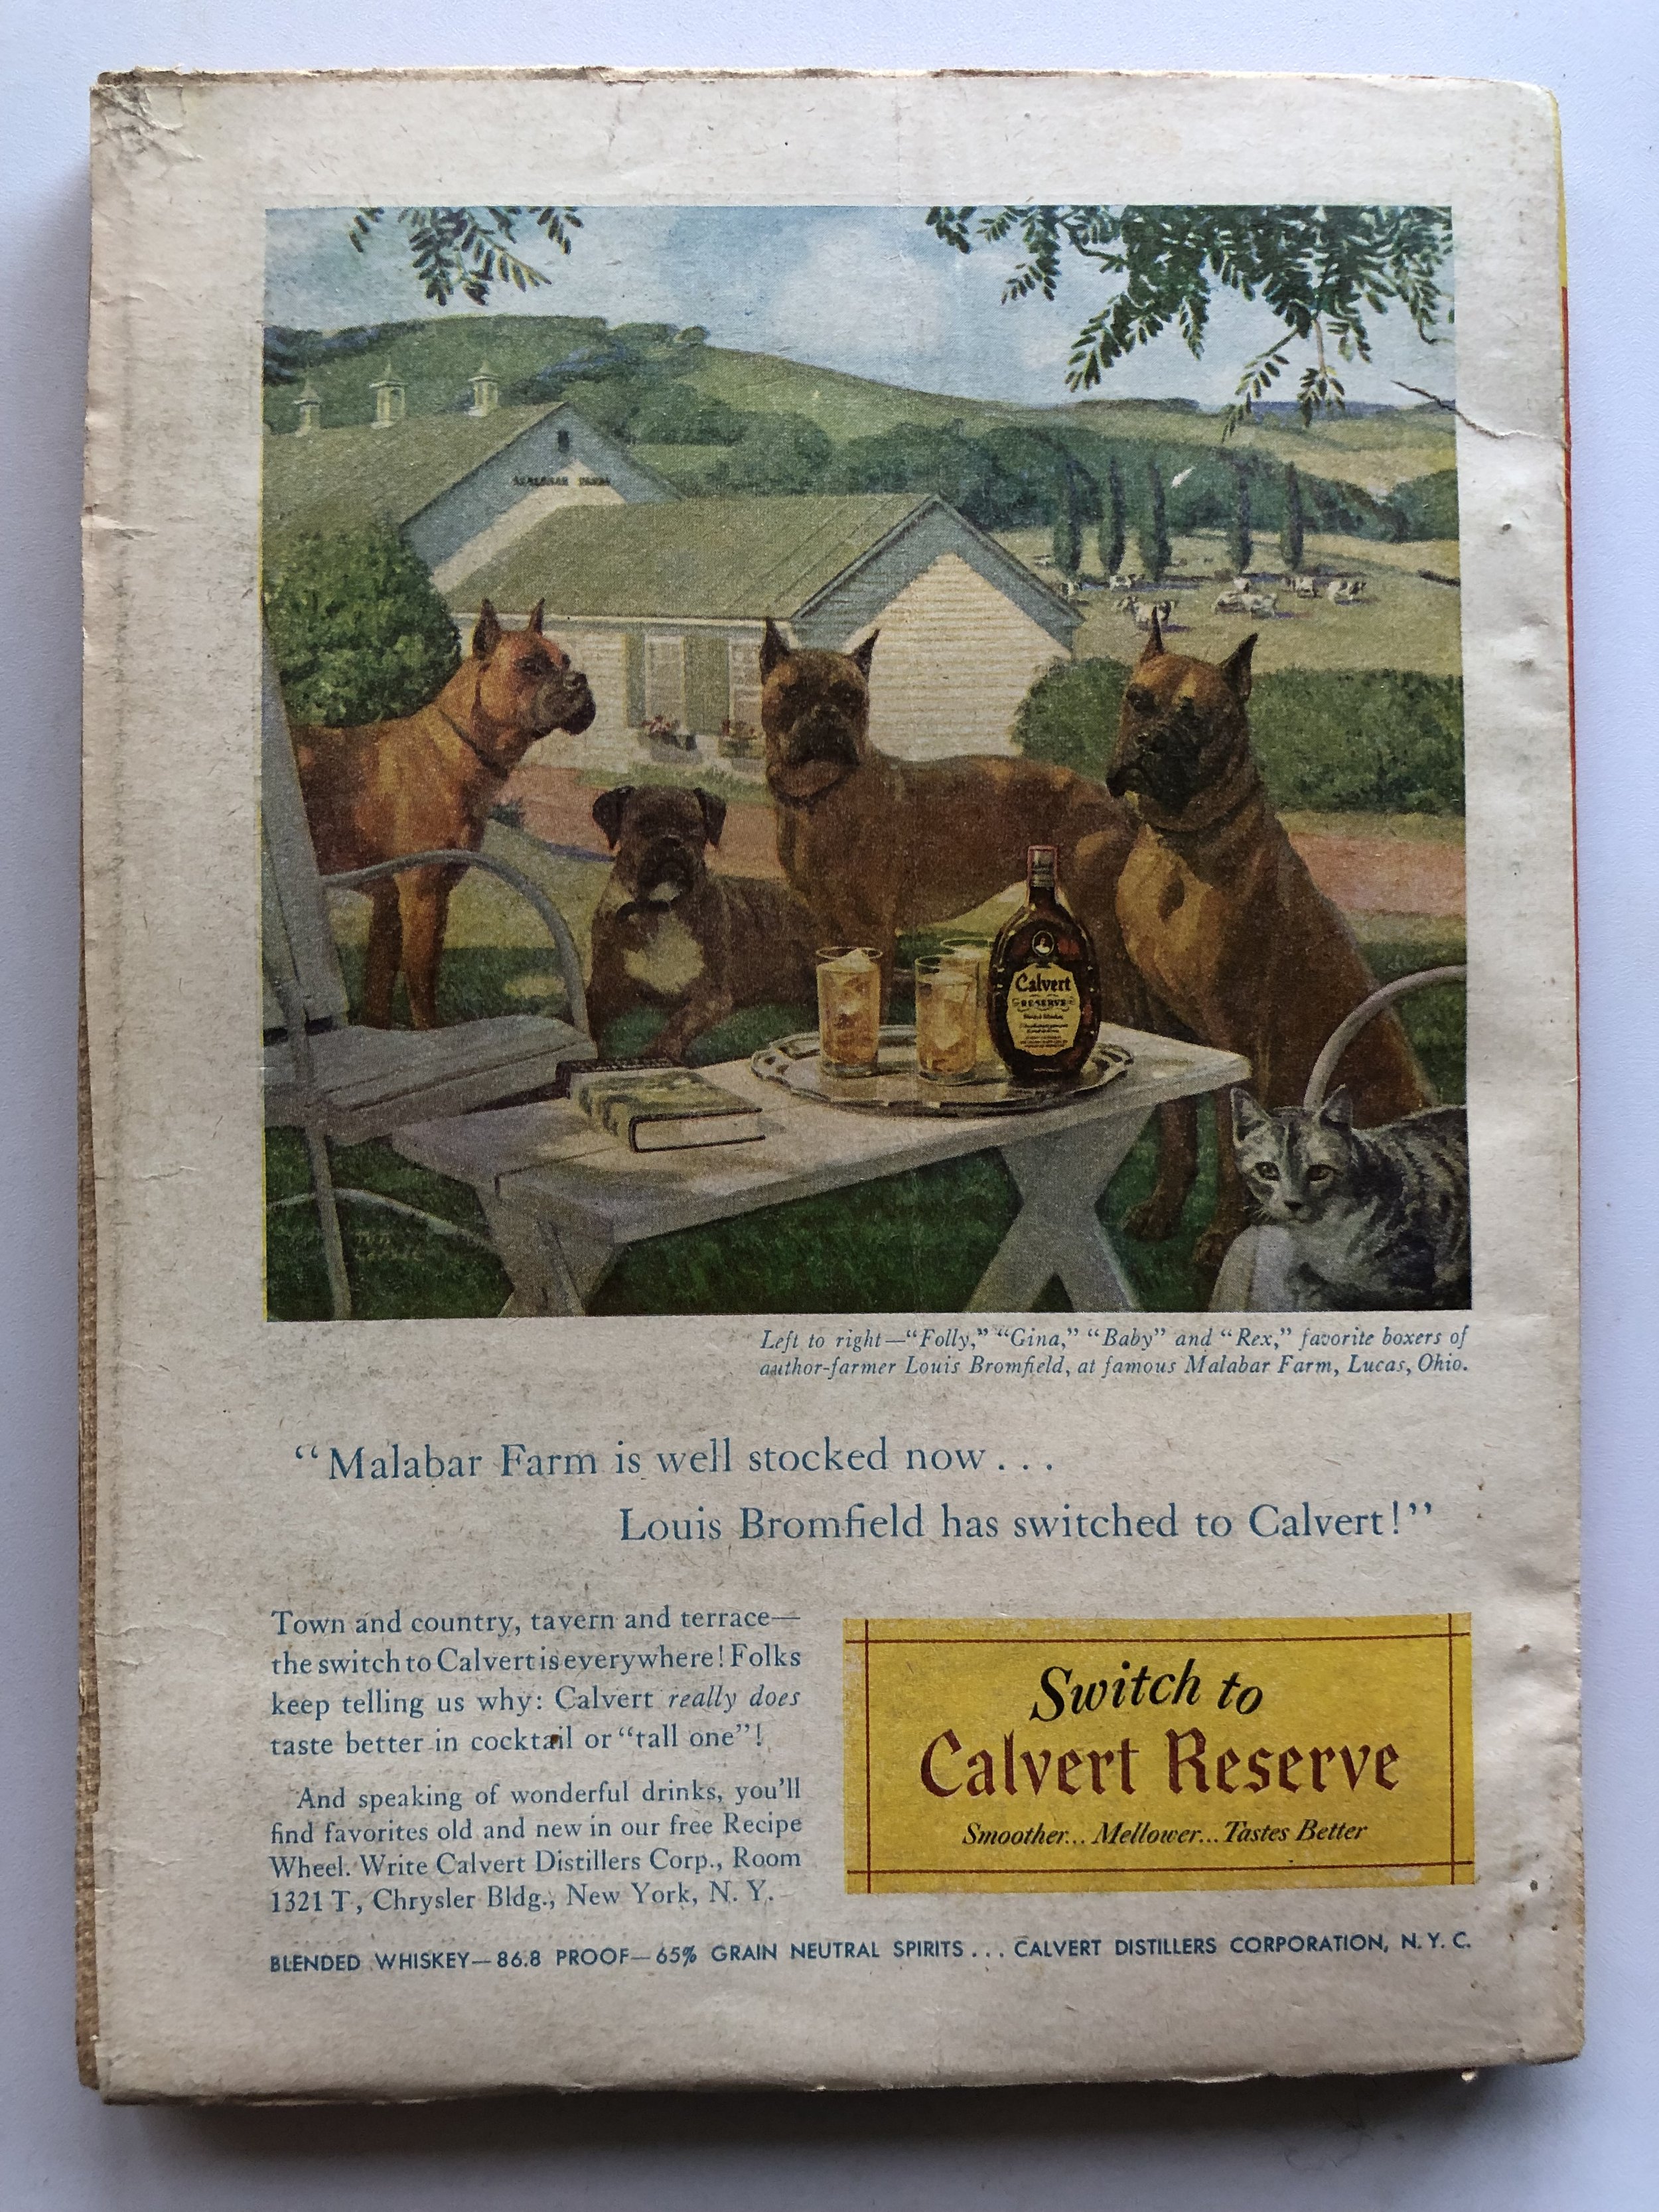 MALABAR FARM
Calvert
RESERVE
Left to right—“Folly,” “Gina,” “Baby” and “Rex,” favorite boxers of
author-farmer Louis Bromfield, at famous Malabar Farm, Lucas, Ohio.
“Malabar Farm is well stocked now . . .
Louis Bromfield has switched to Calvert!”
Town and country, tavern and terrace—
the switch to Calvert is everywhere! Folks
keep telling us why: Calvert really does
taste better in cocktail or “tall one”!
And speaking of wonderful drinks, you’ll
find favorites old and new in our free Recipe
Wheel. Write Calvert Distillers Corp., Room
1321 T, Chrysler Bldg., New York, N. Y.
Switch to
Calvert Reserve
Smoother... Mellower... Tastes Better
BLENDED WHISKEY—86.8 PROOF—65% GRAIN NEUTRAL SPIRITS . . . CALVERT DISTILLERS CORPORATION, N. Y. C.